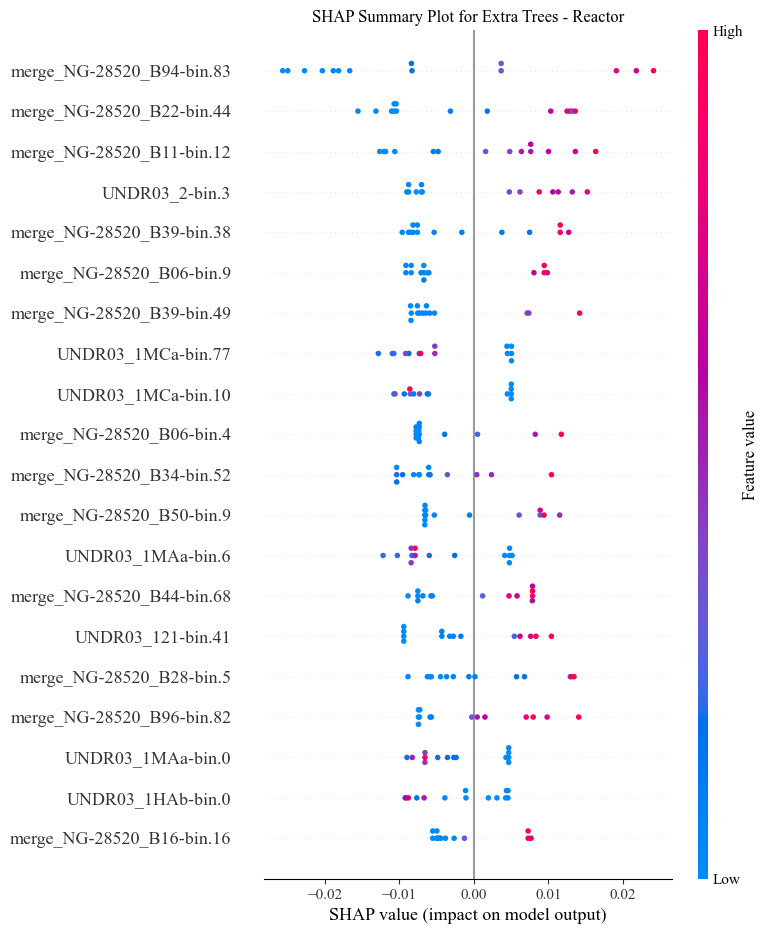 SHAP Summary Plot for Extra Trees - Reactor
High
merge_NG-28520_B94-bin.83
merge_NG-28520_B22-bin.44
merge_NG-28520_B11-bin.12
UNDR03_2-bin.3
merge_NG-28520_B39-bin.38
merge_NG-28520_B06-bin.9
merge_NG-28520_B39-bin.49
UNDR03_1MCa-bin.77
UNDR03_1MCa-bin.10
merge_NG-28520_B06-bin.4
merge_NG-28520_B34-bin.52
merge_NG-28520_B50-bin.9
UNDR03_1MAa-bin.6
merge_NG-28520_B44-bin.68
UNDR03_121-bin.41
merge_NG-28520_B28-bin.5
merge_NG-28520_B96-bin.82
UNDR03_1MAa-bin.0
UNDR03_1HAb-bin.0
merge_NG-28520_B16-bin.16
Feature value
Low
−0.02 −0.01 0.00 0.01 0.02
SHAP value (impact on model output)